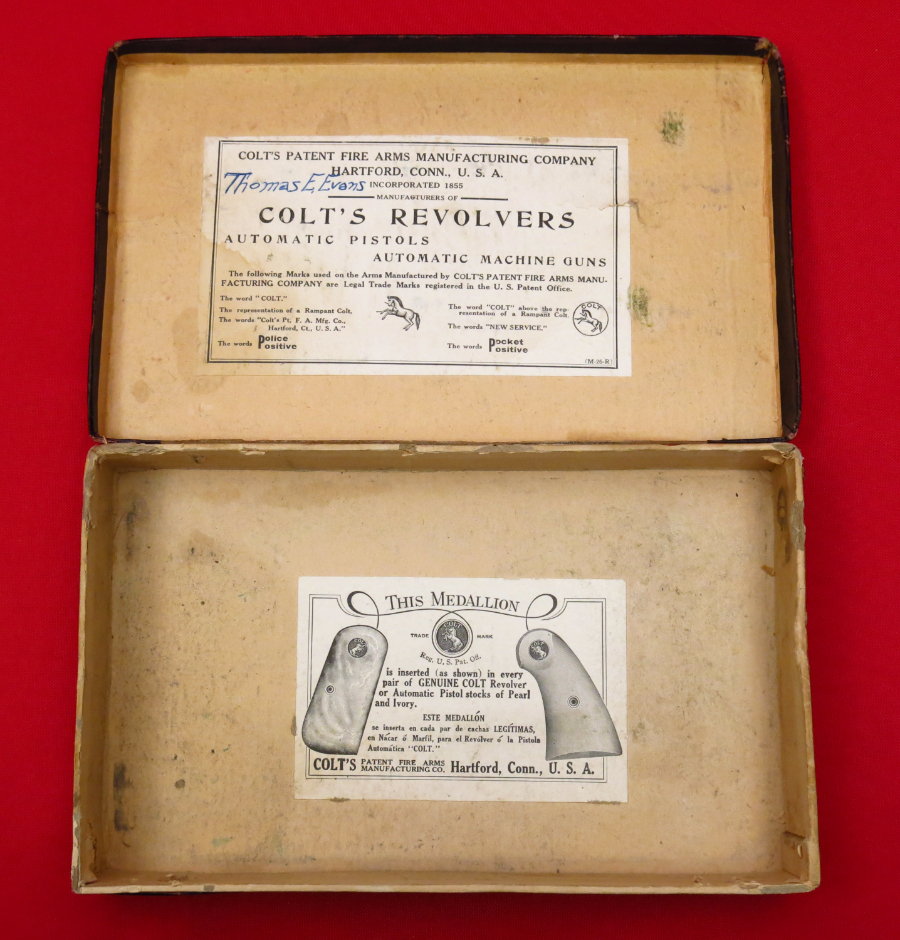 COLT'S PATENT FIRE ARMS MANUFACTURING COMPANY
HARTFORD, CONN., U. S. A.
Thomas E. Evans
INCORPORATED 1855
MANUFACTURERS OF
COLT'S REVOLVERS
AUTOMATIC PISTOLS
AUTOMATIC MACHINE GUNS
The following Marks used on the Arms Manufactured by COLT'S PATENT FIRE ARMS MANU-
FACTURING COMPANY are Legal Trade Marks registered in the U. S. Patent Office.
The word "COLT."
The representation of a Rampant Colt,
The words "Colt's Pt, F. A. Mfg. Co.,
Hartford, Ct., U. S. A."
The words Police Positive
The word "COLT" above the rep-
resentation of a Rampant Colt.
COLT
The words "NEW SERVICE,"
The words Pocket Positive
(M-26-R)
THIS MEDALLION
TRADE MARK
COLT
Reg. U. S. Pat. Off.
COLT
COLT
is inserted (as shown) in every
pair of GENUINE COLT Revolver
or Automatic Pistol stocks of Pearl
and Ivory.
ESTE MEDALLÓN
se inserta en cada par de cachas LEGÍTIMAS,
en Nácar ó Marfil, para el Revólver ó la Pistola
Automática "COLT."
COLT'S PATENT FIRE ARMS MANUFACTURING CO. Hartford, Conn., U. S. A.